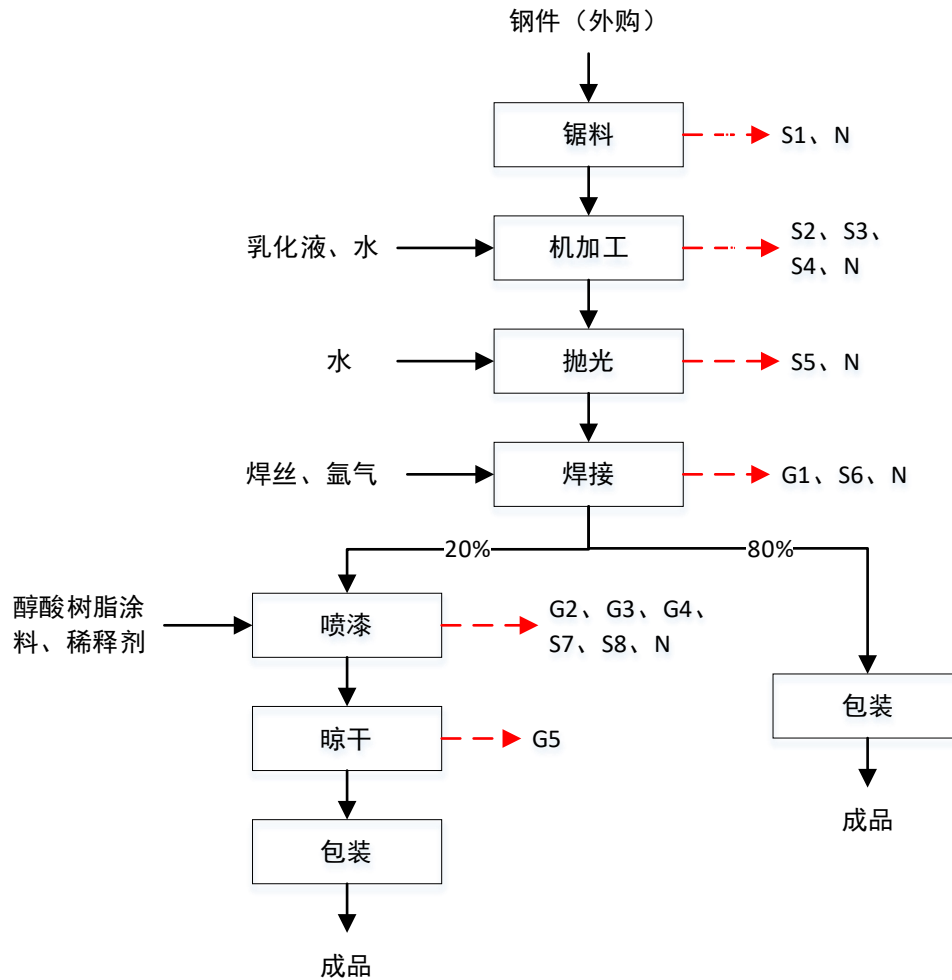 钢件（外购）
锯料
S1、N
乳化液、水
机加工
S2、S3、
S4、N
水
抛光
S5、N
焊丝、氩气
焊接
G1、S6、N
20%
80%
醇酸树脂涂
料、稀释剂
喷漆
G2、G3、G4、
S7、S8、N
包装
晾干
G5
成品
包装
成品